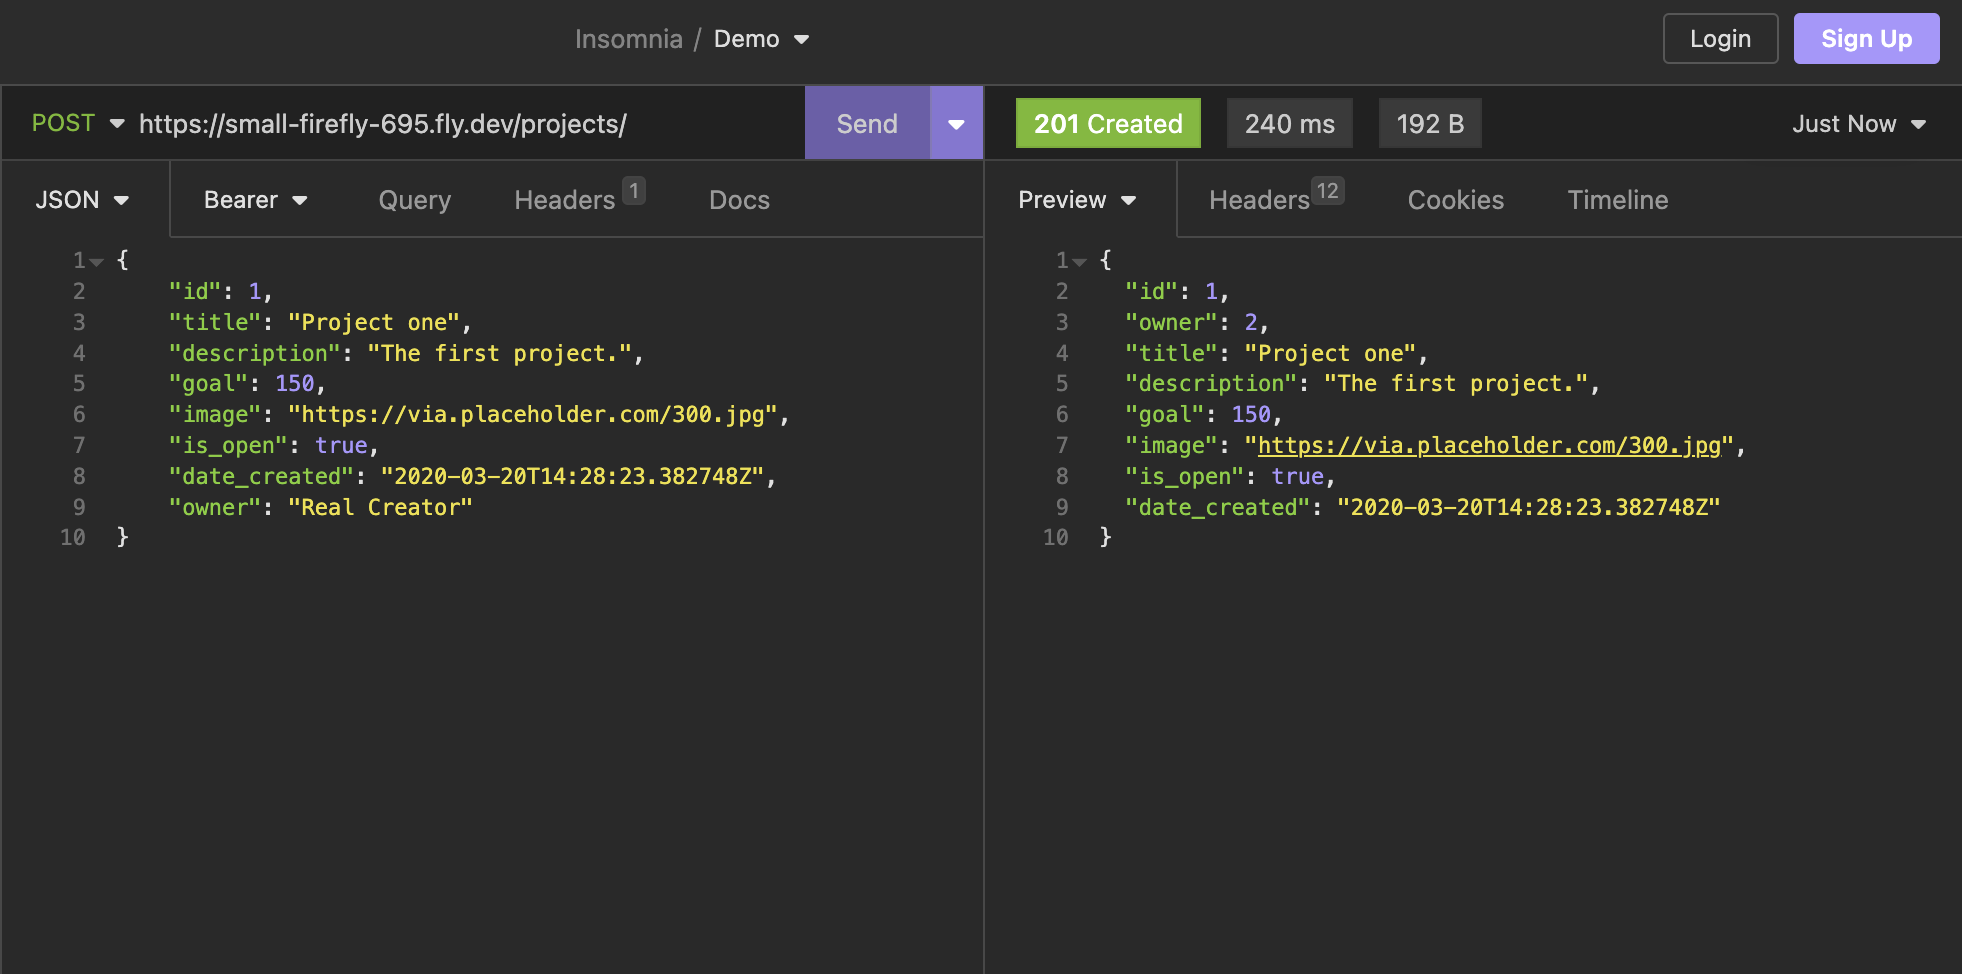 Insomnia / Demo
Login
Sign Up
POST https://small-firefly-695.fly.dev/projects/
Send
201 Created
240 ms
192 B
Just Now
JSON
Bearer
Query
Headers 1
Docs
1 {
2 "id": 1,
3 "title": "Project one",
4 "description": "The first project.",
5 "goal": 150,
6 "image": "https://via.placeholder.com/300.jpg",
7 "is_open": true,
8 "date_created": "2020-03-20T14:28:23.382748Z",
9 "owner": "Real Creator"
10 }
Preview
Headers 12
Cookies
Timeline
1 {
2 "id": 1,
3 "owner": 2,
4 "title": "Project one",
5 "description": "The first project.",
6 "goal": 150,
7 "image": "https://via.placeholder.com/300.jpg",
8 "is_open": true,
9 "date_created": "2020-03-20T14:28:23.382748Z"
10 }